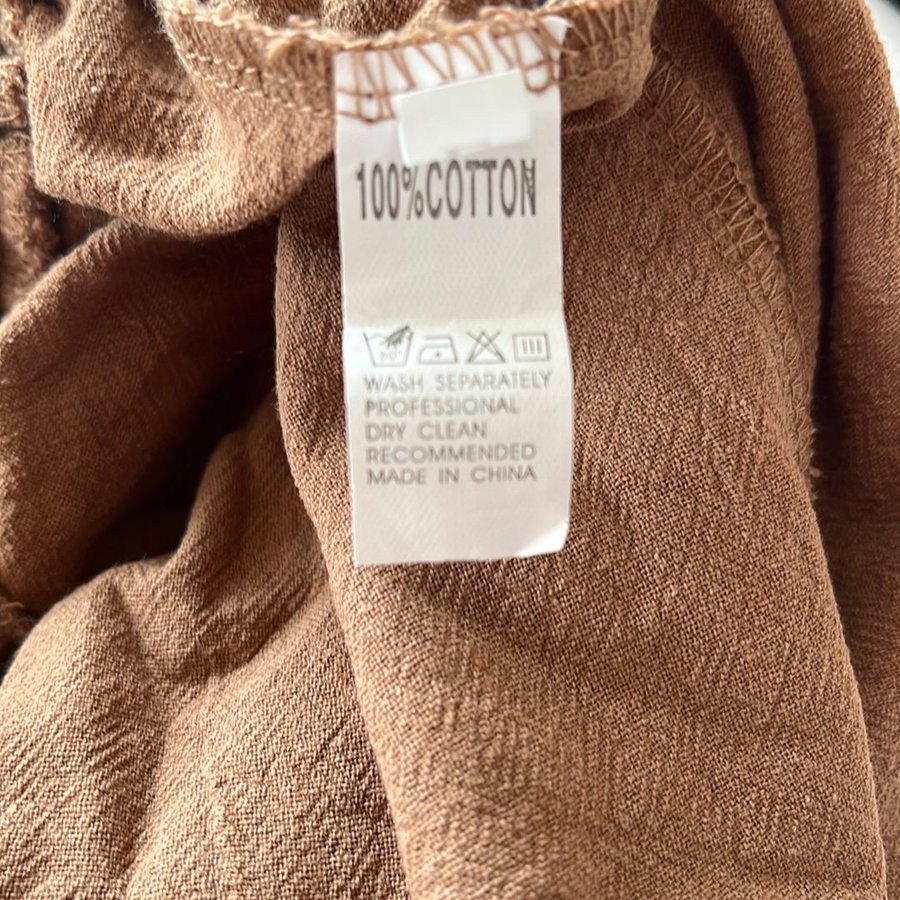 100%COTTON
WASH SEPARATELY
PROFESSIONAL
DRY CLEAN
RECOMMENDED
MADE IN CHINA